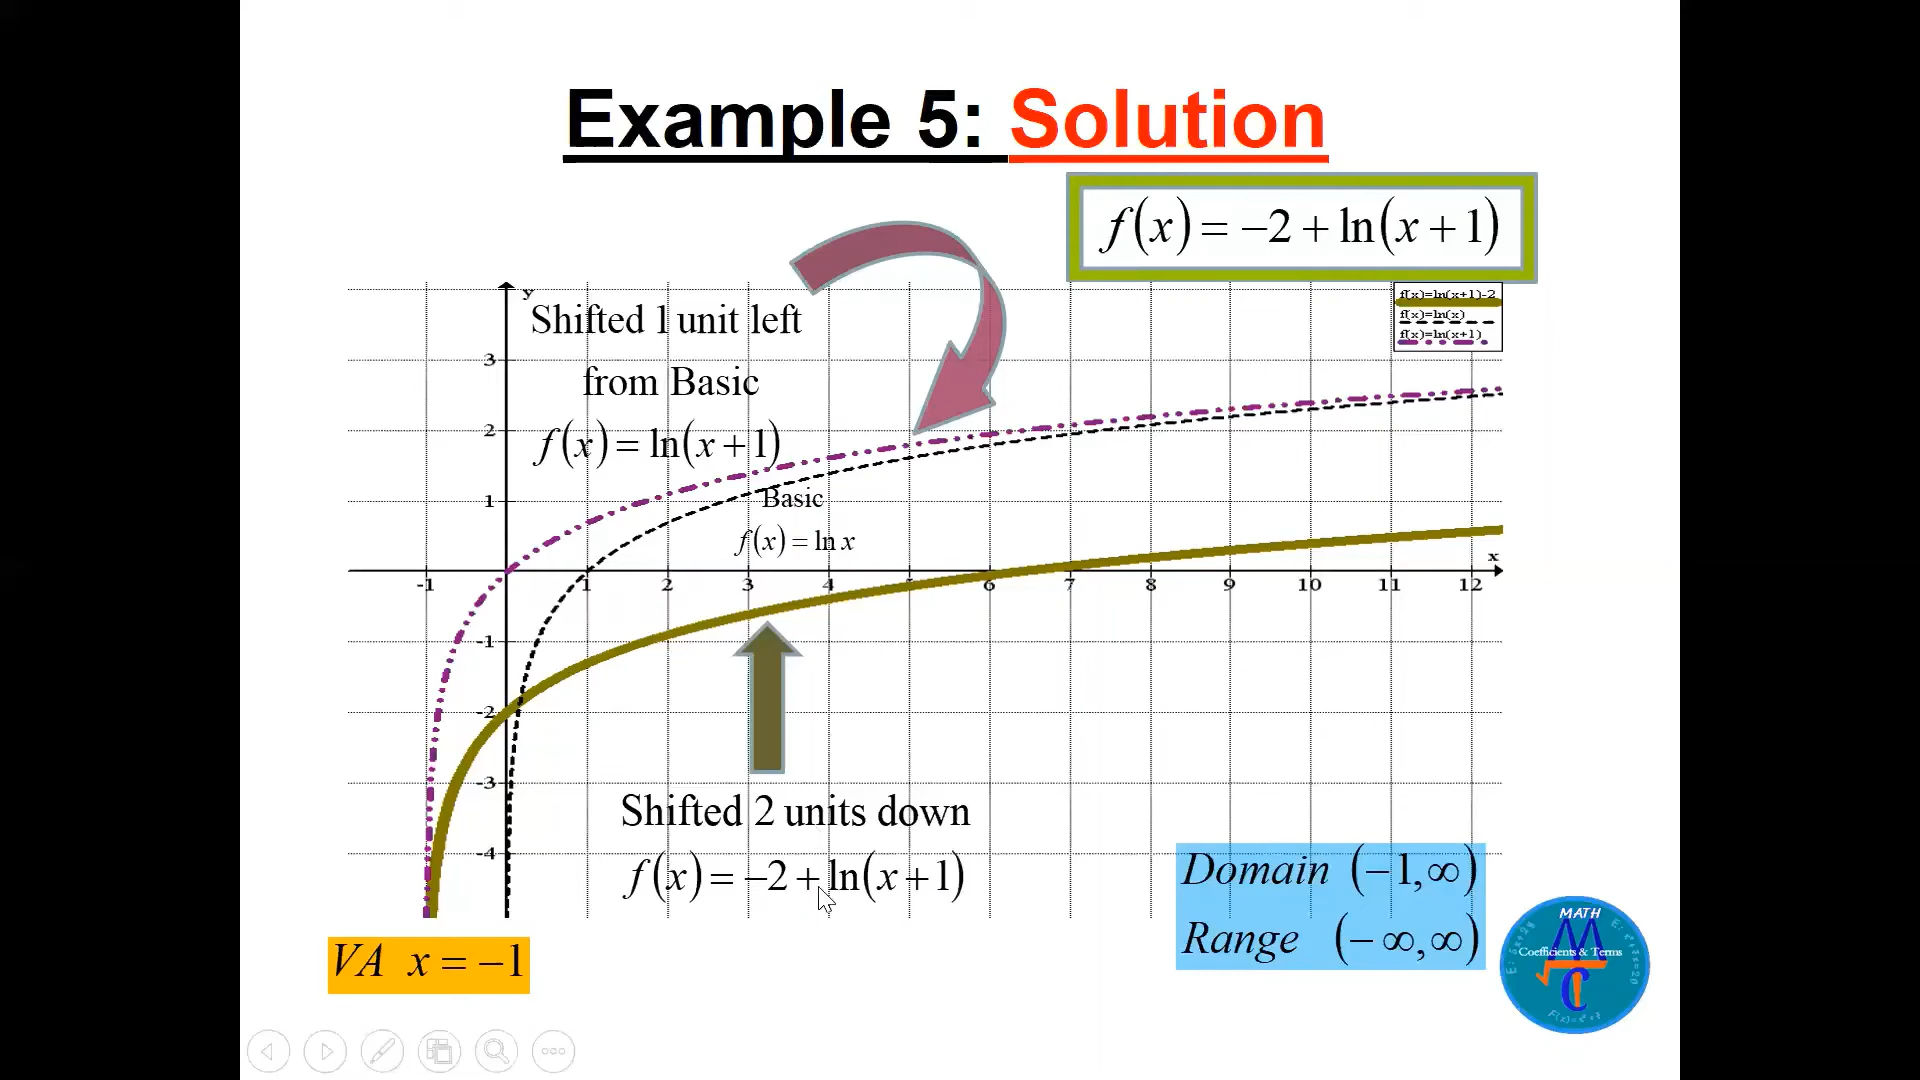 Example 5: Solution
f(x) = −2 + ln(x + 1)
y
f(x)=ln(x+1)-2
f(x)=ln(x)
f(x)=ln(x+1)
Shifted 1 unit left
from Basic
f(x) = ln(x + 1)
Basic
f(x) = ln x
x
3
2
1
-1 1 2 3 4 5 6 7 8 9 10 11 12
-1
-2
-3
-4
Shifted 2 units down
f(x) = −2 + ln(x + 1)
Domain (−1, ∞)
Range (−∞, ∞)
VA x = −1
MATH
Coefficients & Terms